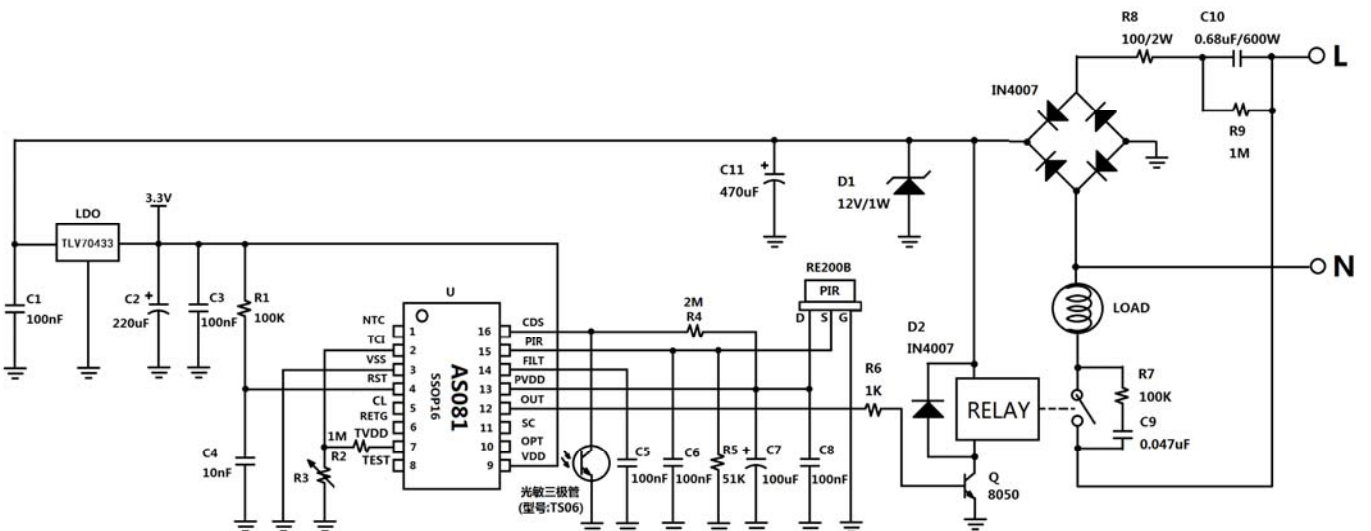 R8
100/2W
C10
0.68uF/600W
L
IN4007
R9
1M
C11
+
470uF
D1
12V/1W
3.3V
LDO
TLV70433
N
RE200B
PIR
D S G
LOAD
C1
100nF
C2
+
220uF
C3
100nF
R1
100K
U
AS081
SSOP16
NTC
1
TCI
2
VSS
3
RST
4
CL
5
RETG
6
TVDD
7
TEST
8
16
CDS
15
PIR
14
FILT
13
PVDD
12
OUT
11
SC
10
OPT
9
VDD
2M
R4
D2
IN4007
R6
1K
RELAY
R7
100K
C9
0.047uF
1M
R2
R3
C4
10nF
光敏三极管
(型号:TS06)
C5
100nF
C6
100nF
R5
51K
+
C7
100uF
C8
100nF
Q
8050